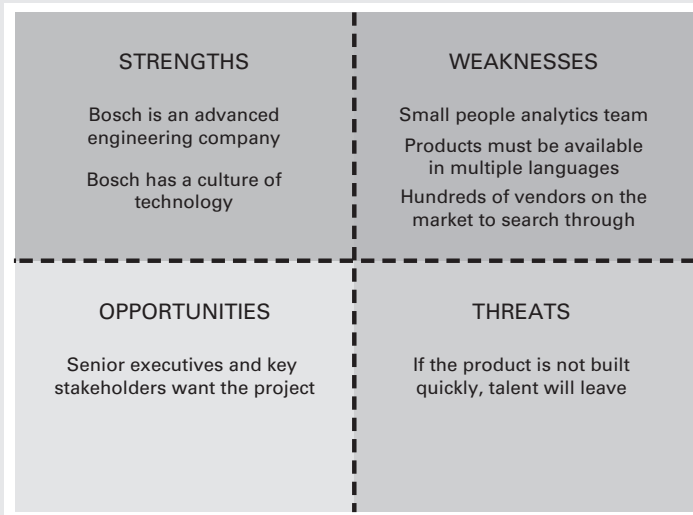 STRENGTHS
Bosch is an advanced
engineering company
Bosch has a culture of
technology
WEAKNESSES
Small people analytics team
Products must be available
in multiple languages
Hundreds of vendors on the
market to search through
OPPORTUNITIES
Senior executives and key
stakeholders want the project
THREATS
If the product is not built
quickly, talent will leave